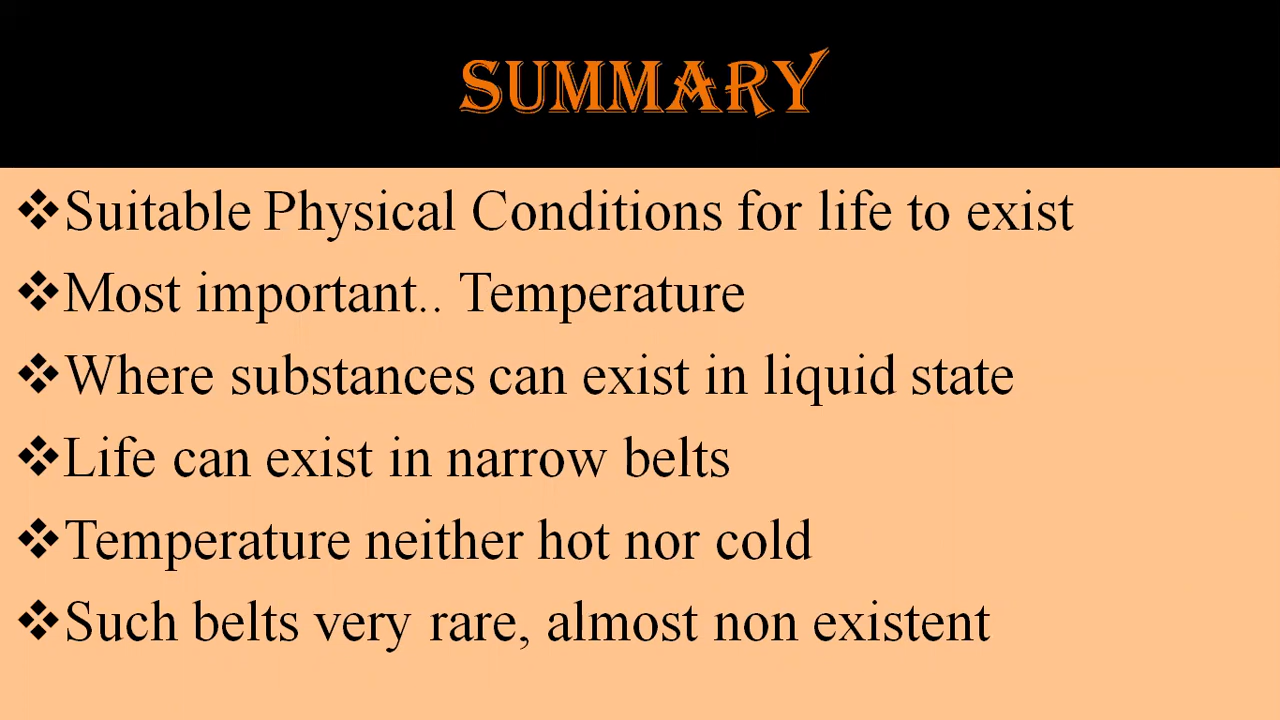 SUMMARY
❖Suitable Physical Conditions for life to exist
❖Most important.. Temperature
❖Where substances can exist in liquid state
❖Life can exist in narrow belts
❖Temperature neither hot nor cold
❖Such belts very rare, almost non existent